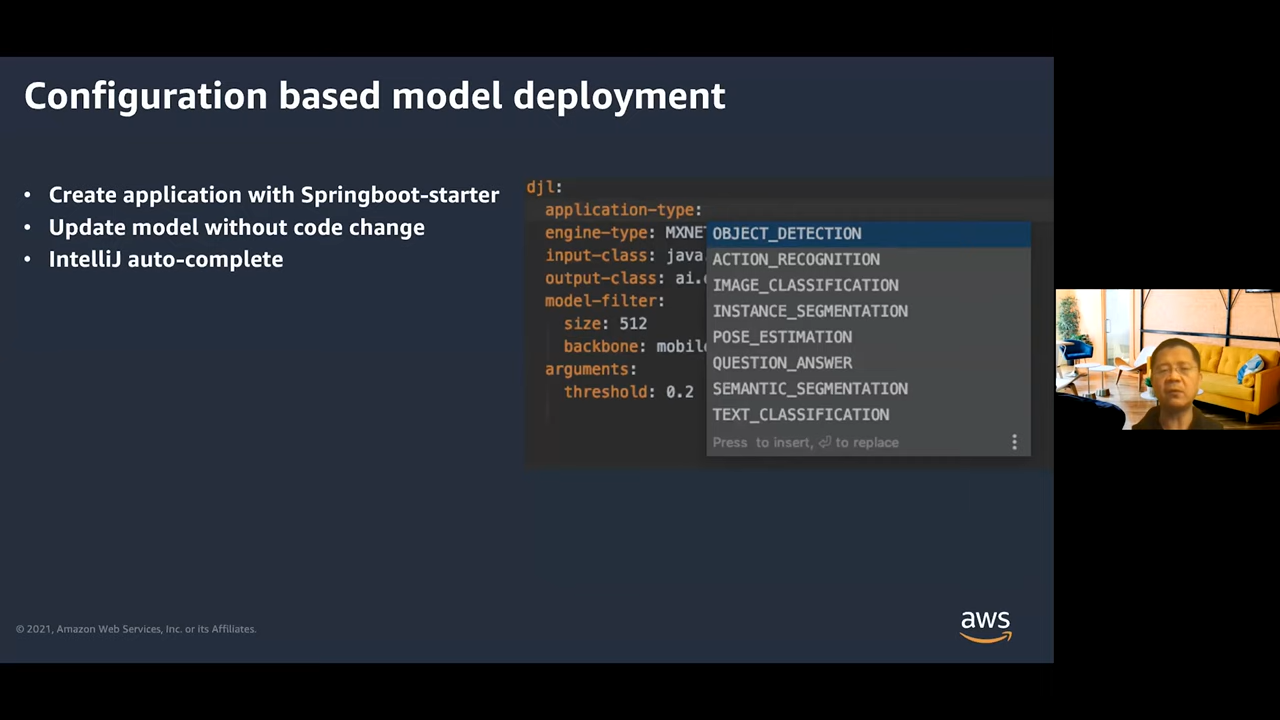 Configuration based model deployment
• Create application with Springboot-starter
• Update model without code change
• IntelliJ auto-complete
djl:
application-type:
engine-type: MXNE
input-class: java.
output-class: ai.
model-filter:
size: 512
backbone: mobil
arguments:
threshold: 0.2
OBJECT_DETECTION
ACTION_RECOGNITION
IMAGE_CLASSIFICATION
INSTANCE_SEGMENTATION
POSE_ESTIMATION
QUESTION_ANSWER
SEMANTIC_SEGMENTATION
TEXT_CLASSIFICATION
Press to insert, ⏎ to replace
© 2021, Amazon Web Services, Inc. or its Affiliates.
aws